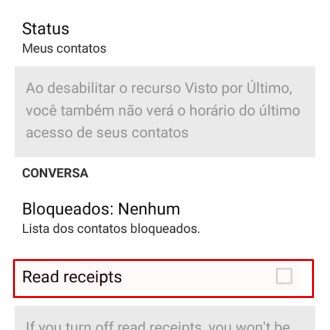 Status
Meus contatos
Ao desabilitar o recurso Visto por Último,
você também não verá o horário do último
acesso de seus contatos
CONVERSA
Bloqueados: Nenhum
Lista dos contatos bloqueados.
Read receipts
If you turn off read receipts, you won't be